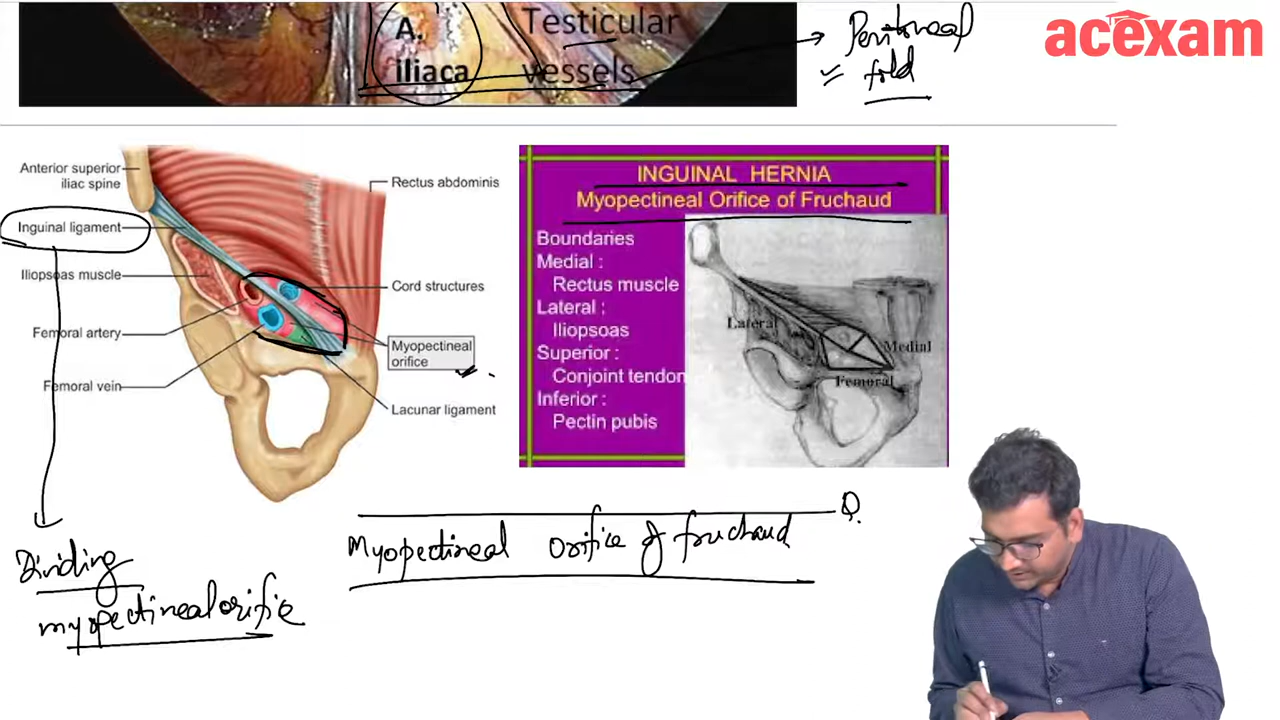 A.
iliaca
Testicular
vessels
Peritoneal
fold
acexam
Anterior superior
iliac spine
Inguinal ligament
Iliopsoas muscle
Femoral artery
Femoral vein
Rectus abdominis
Cord structures
Myopectineal
orifice
Lacunar ligament
INGUINAL HERNIA
Myopectineal Orifice of Fruchaud
Boundaries
Medial :
Rectus muscle
Lateral :
Iliopsoas
Superior :
Conjoint tendon
Inferior :
Pectin pubis
Lateral
Medial
Femoral
Q.
Myopectineal orifice of fruchaud
Dividing
myopectineal orifie